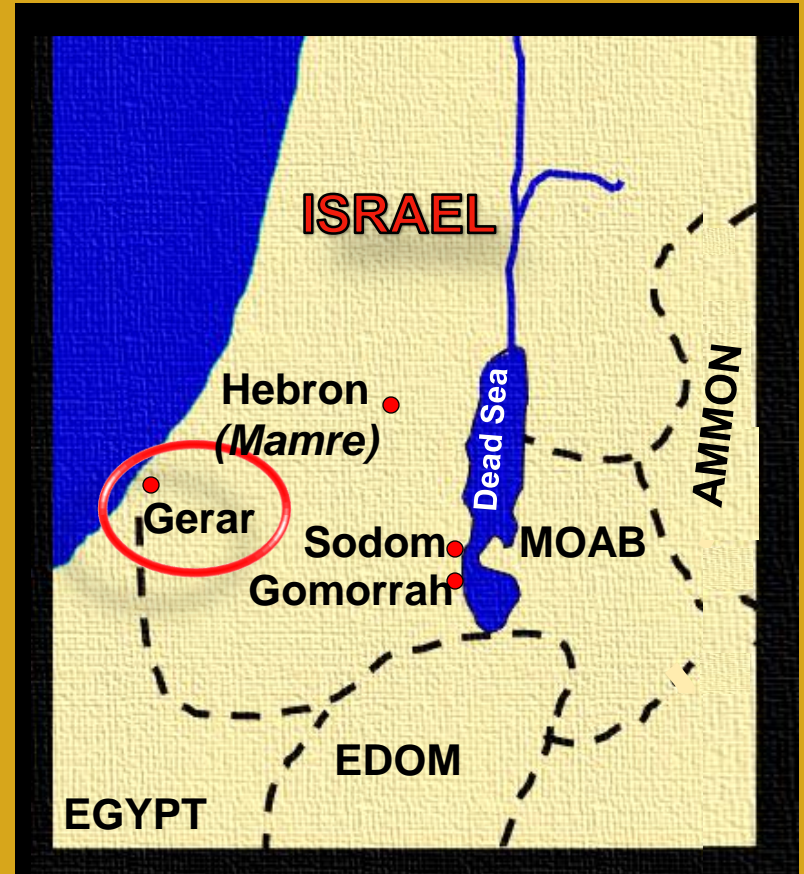 ISRAEL
Hebron
(Mamre)
Dead Sea
AMMON
Gerar
Sodom
MOAB
Gomorrah
EDOM
EGYPT